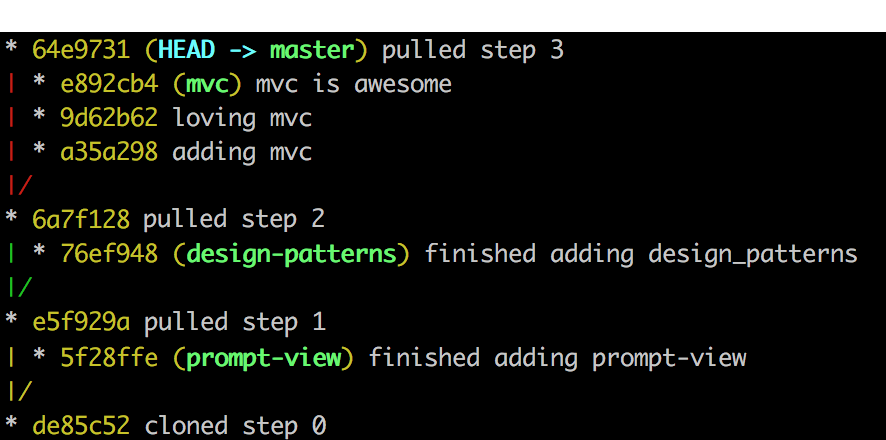 * 64e9731 (HEAD -> master) pulled step 3
| * e892cb4 (mvc) mvc is awesome
| * 9d62b62 loving mvc
| * a35a298 adding mvc
|/
* 6a7f128 pulled step 2
| * 76ef948 (design-patterns) finished adding design_patterns
|/
* e5f929a pulled step 1
| * 5f28ffe (prompt-view) finished adding prompt-view
|/
* de85c52 cloned step 0